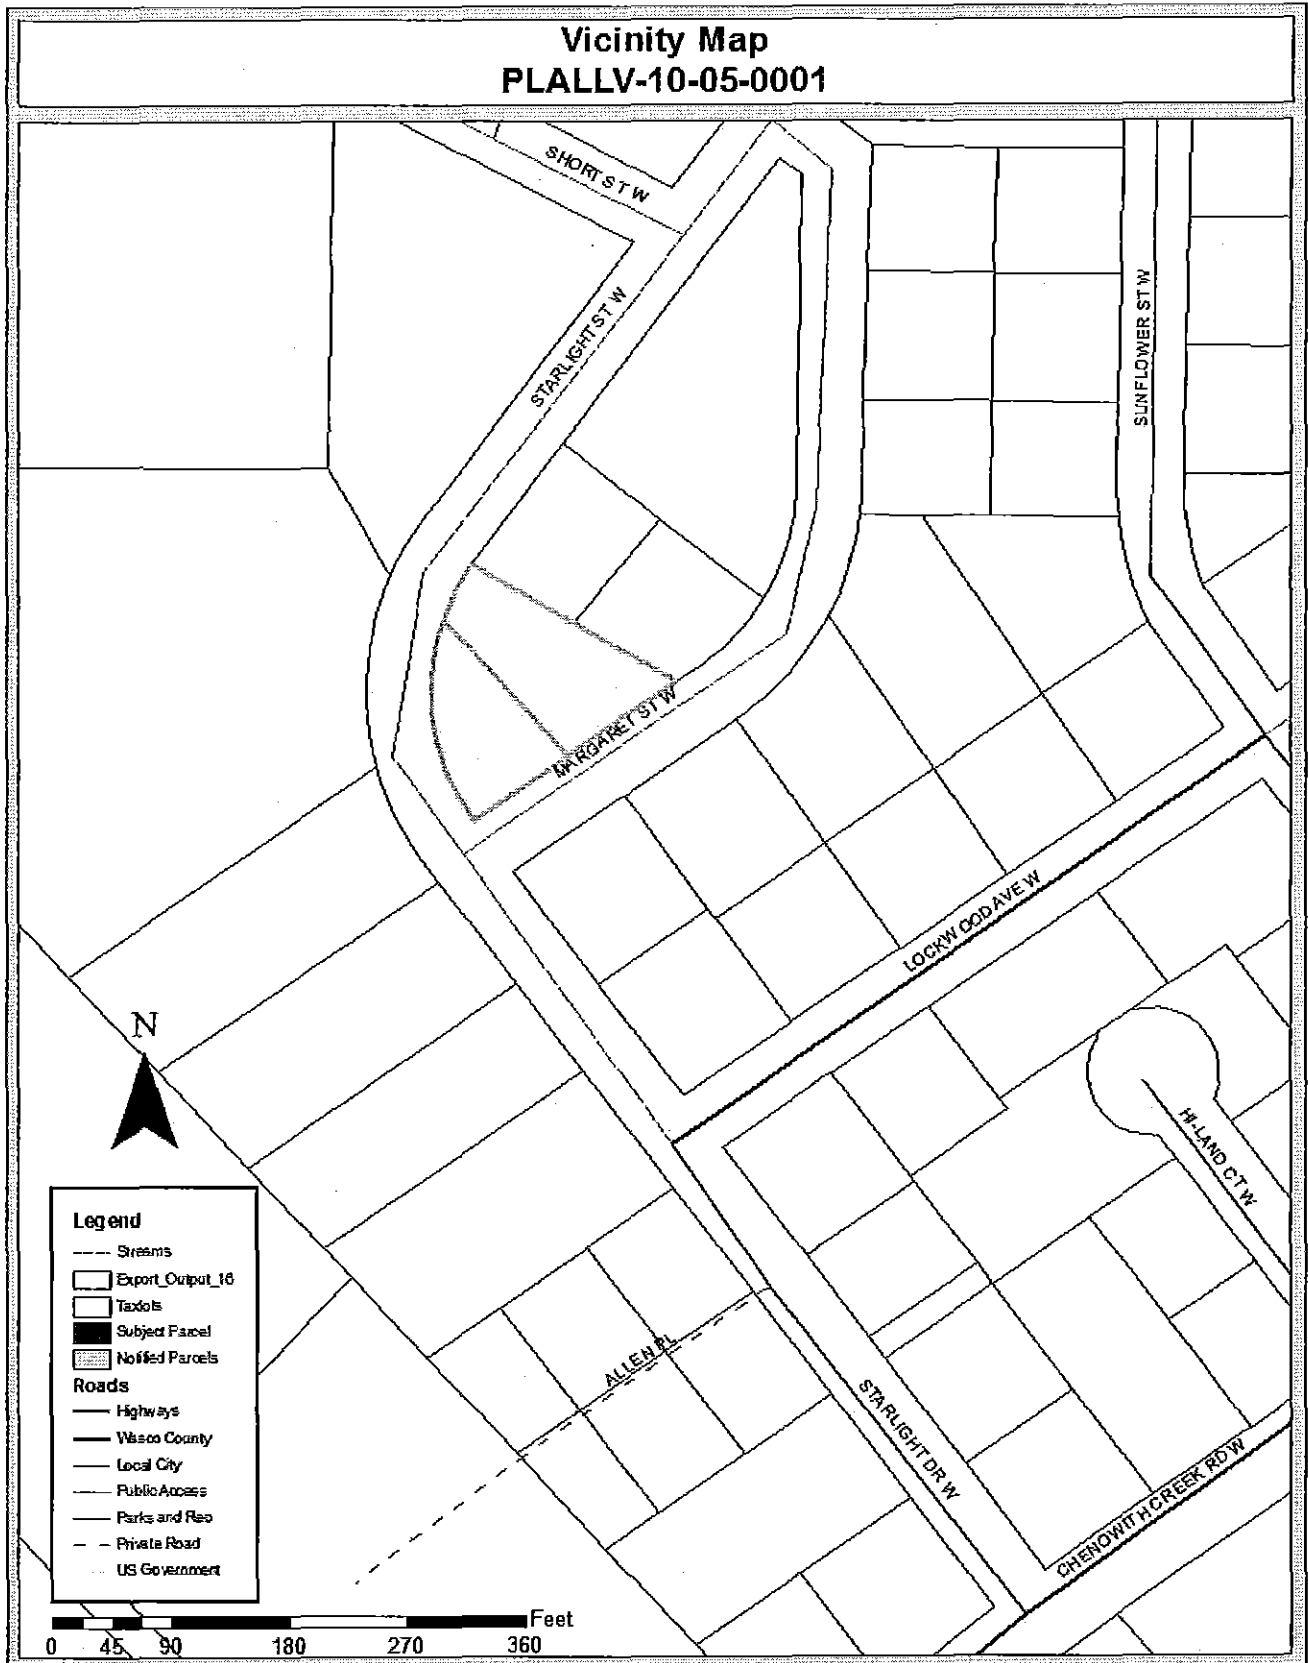 Vicinity Map
PLALLV-10-05-0001
SHORT ST W
STARLIGHT ST W
SUNFLOWER ST W
MARGARET ST W
LOCKWOOD AVE W
N
HI-LAND CT W
ALLEN PL
STARLIGHT DR W
CHENOWITH CREEK RD W
Legend
Streams
Export_Output_16
Taxlots
Subject Parcel
Notified Parcels
Roads
Highways
Wasco County
Local City
Public Access
Parks and Rec
Private Road
US Government
Feet
0 45 90 180 270 360